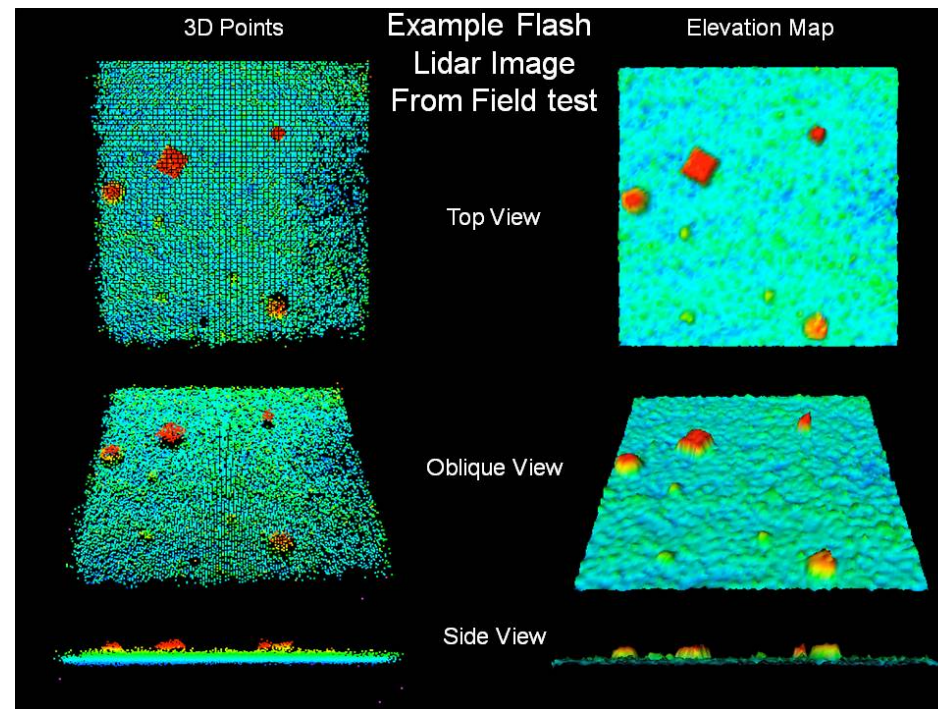 3D Points
Example Flash
Lidar Image
From Field test
Elevation Map
Top View
Oblique View
Side View